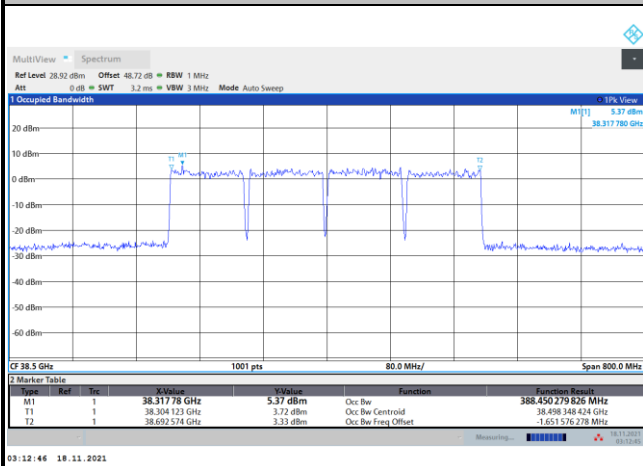 MultiView Spectrum
Ref Level 28.92 dBm Offset 48.72 dB RBW 1 MHz
Att 0 dB SWT 3.2 ms VBW 3 MHz Mode Auto Sweep
1 Occupied Bandwidth 1Pk View
M1[1] 5.37 dBm
38.317 780 GHz
20 dBm
10 dBm
T1 M1 T2
0 dBm
-10 dBm
-20 dBm
-30 dBm
-40 dBm
-50 dBm
-60 dBm
CF 38.5 GHz 1001 pts 80.0 MHz/ Span 800.0 MHz
2 Marker Table
Type Ref Trc X-Value Y-Value Function Function Result
M1 1 38.317 78 GHz 5.37 dBm Occ Bw 388.450 279 826 MHz
T1 1 38.304 123 GHz 3.72 dBm Occ Bw Centroid 38.498 348 424 GHz
T2 1 38.692 574 GHz 3.33 dBm Occ Bw Freq Offset -1.651 576 278 MHz
Measuring... 18.11.2021
03:12:45
03:12:46 18.11.2021